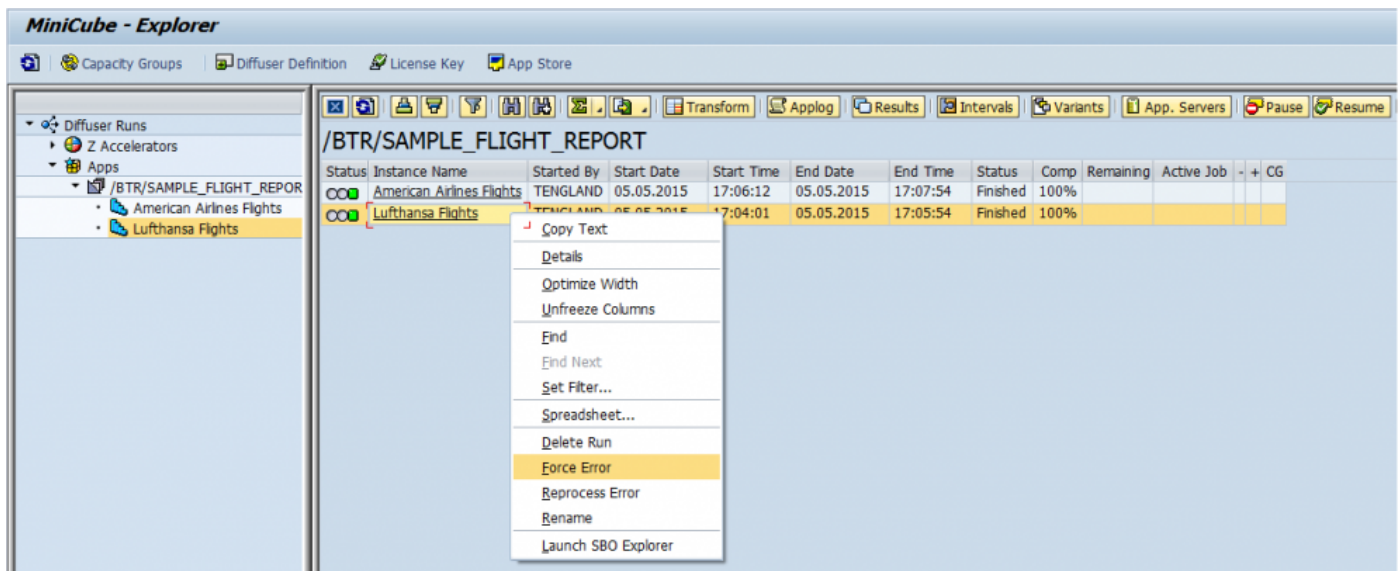 MiniCube - Explorer
Capacity Groups Diffuser Definition License Key App Store
Transform Applog Results Intervals Variants App. Servers Pause Resume
Diffuser Runs
Z Accelerators
Apps
/BTR/SAMPLE_FLIGHT_REPOR
American Airlines Flights
Lufthansa Flights
/BTR/SAMPLE_FLIGHT_REPORT
Status Instance Name Started By Start Date Start Time End Date End Time Status Comp Remaining Active Job - + CG
American Airlines Flights TENGLAND 05.05.2015 17:06:12 05.05.2015 17:07:54 Finished 100%
Lufthansa Flights TENGLAND 05.05.2015 17:04:01 05.05.2015 17:05:54 Finished 100%
Copy Text
Details
Optimize Width
Unfreeze Columns
Find
Find Next
Set Filter...
Spreadsheet...
Delete Run
Force Error
Reprocess Error
Rename
Launch SBO Explorer